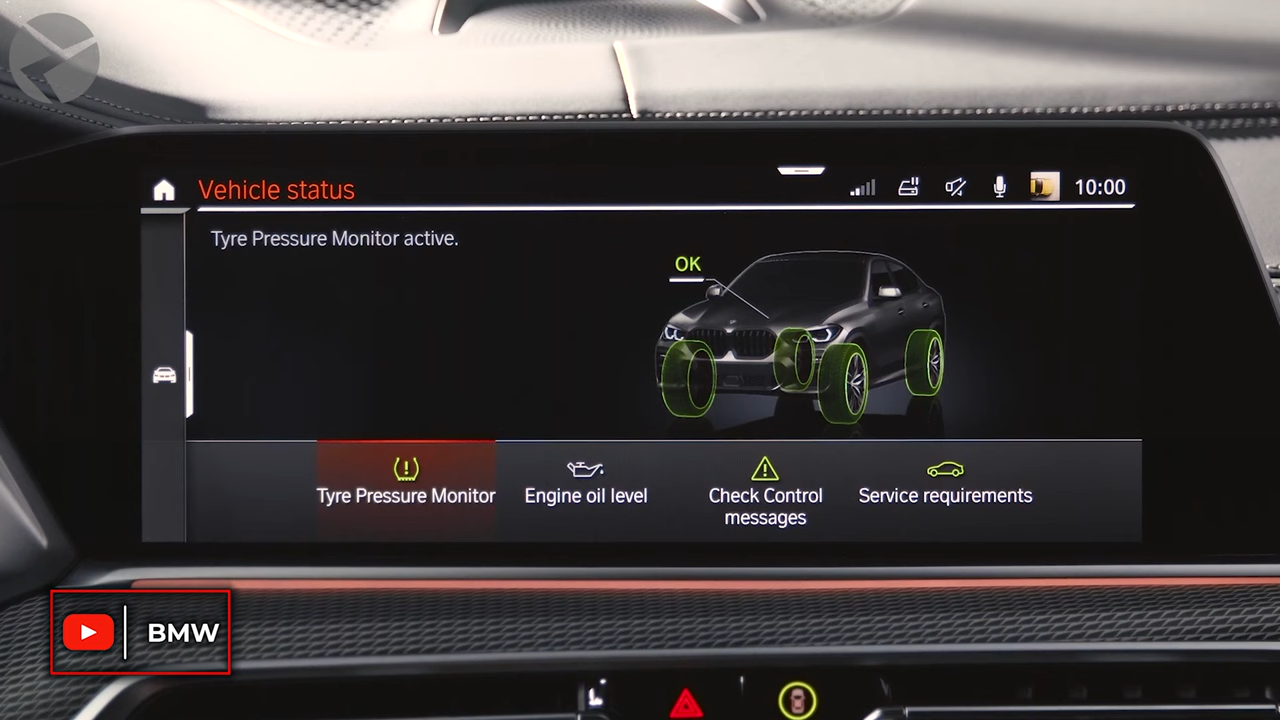 Vehicle status
10:00
Tyre Pressure Monitor active.
OK
Tyre Pressure Monitor
Engine oil level
Check Control
messages
Service requirements
BMW